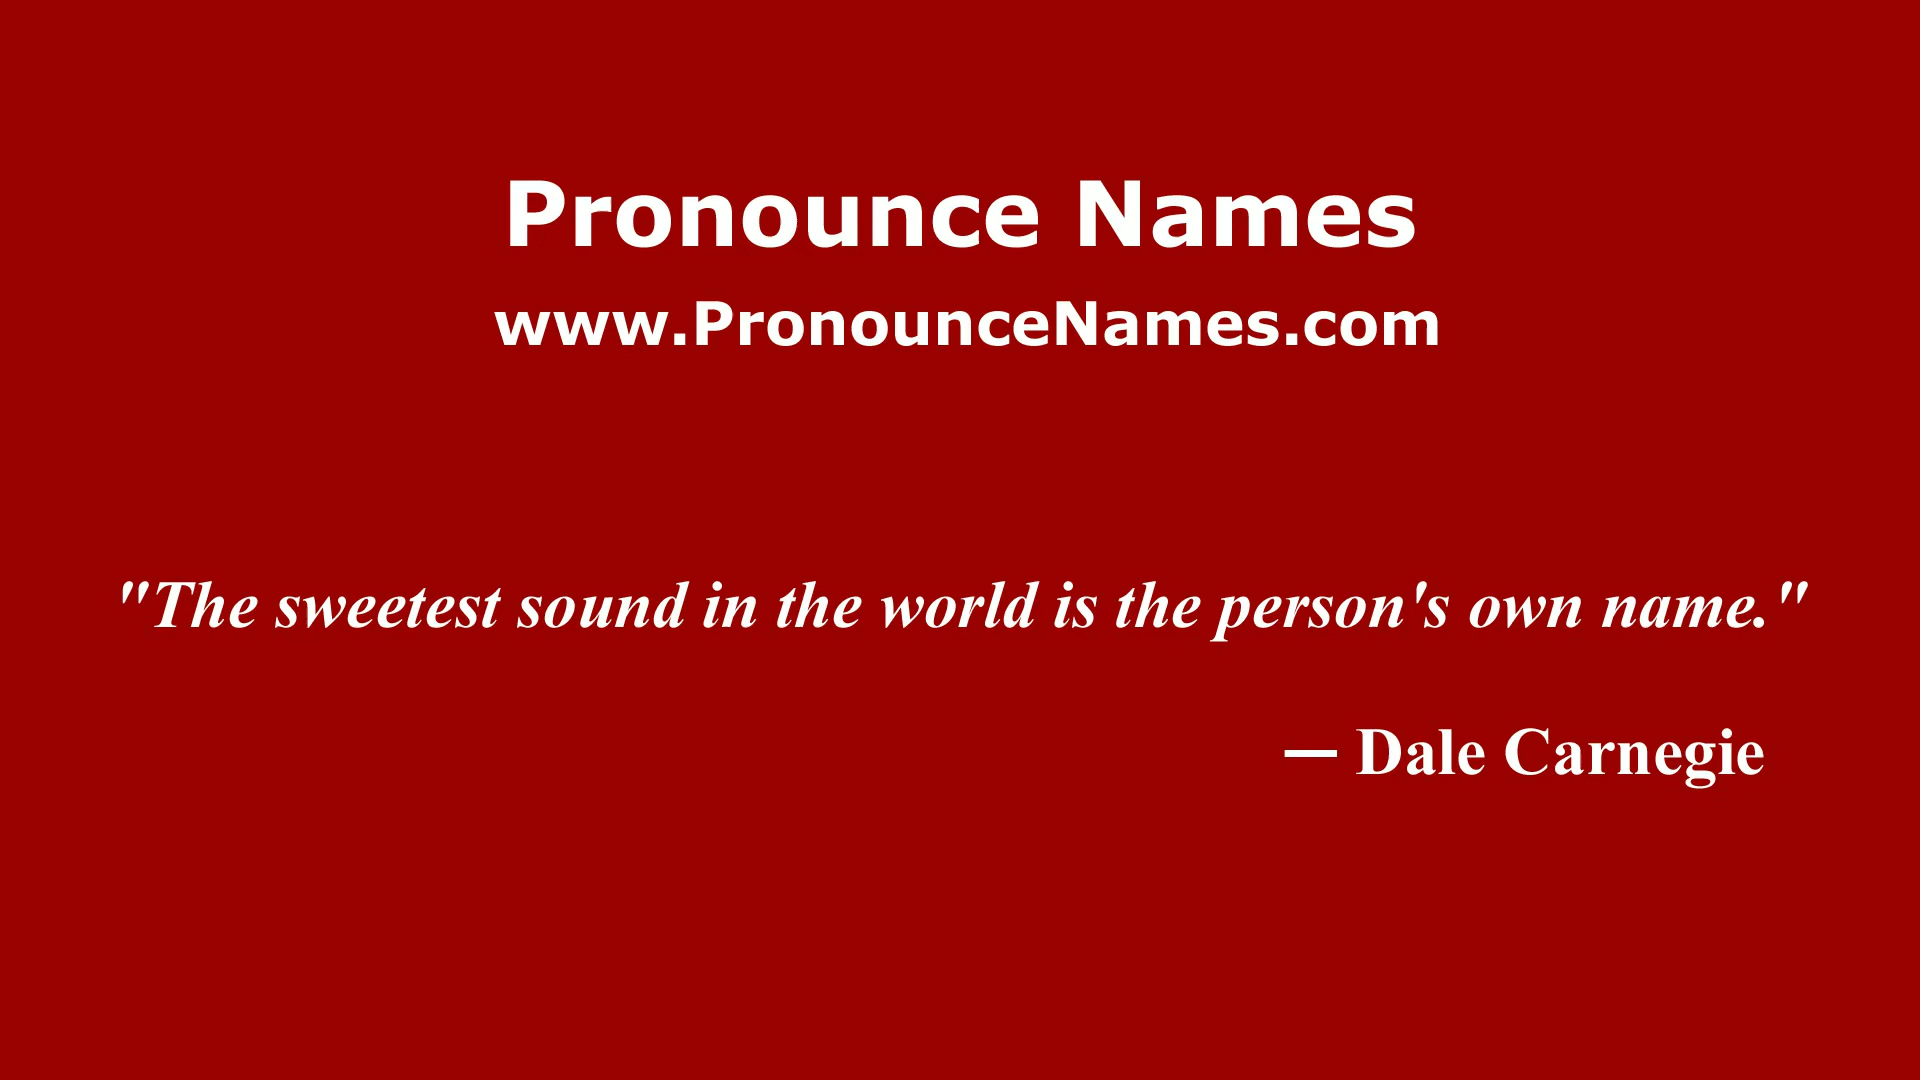 Pronounce Names
www.PronounceNames.com
"The sweetest sound in the world is the person's own name."
— Dale Carnegie